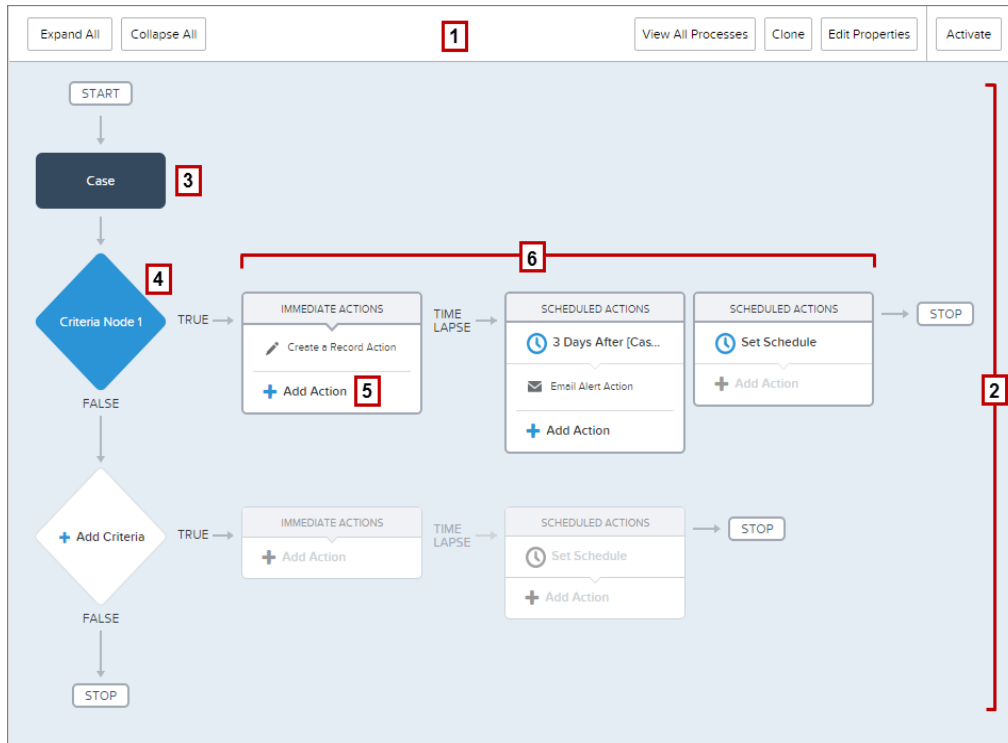 Expand All
Collapse All
1
View All Processes
Clone
Edit Properties
Activate
START
Case
3
2
Criteria Node 1
4
TRUE
6
IMMEDIATE ACTIONS
Create a Record Action
Add Action
5
TIME
LAPSE
SCHEDULED ACTIONS
3 Days After [Cas...
Email Alert Action
Add Action
SCHEDULED ACTIONS
Set Schedule
Add Action
STOP
FALSE
Add Criteria
TRUE
IMMEDIATE ACTIONS
Add Action
TIME
LAPSE
SCHEDULED ACTIONS
Set Schedule
Add Action
STOP
FALSE
STOP